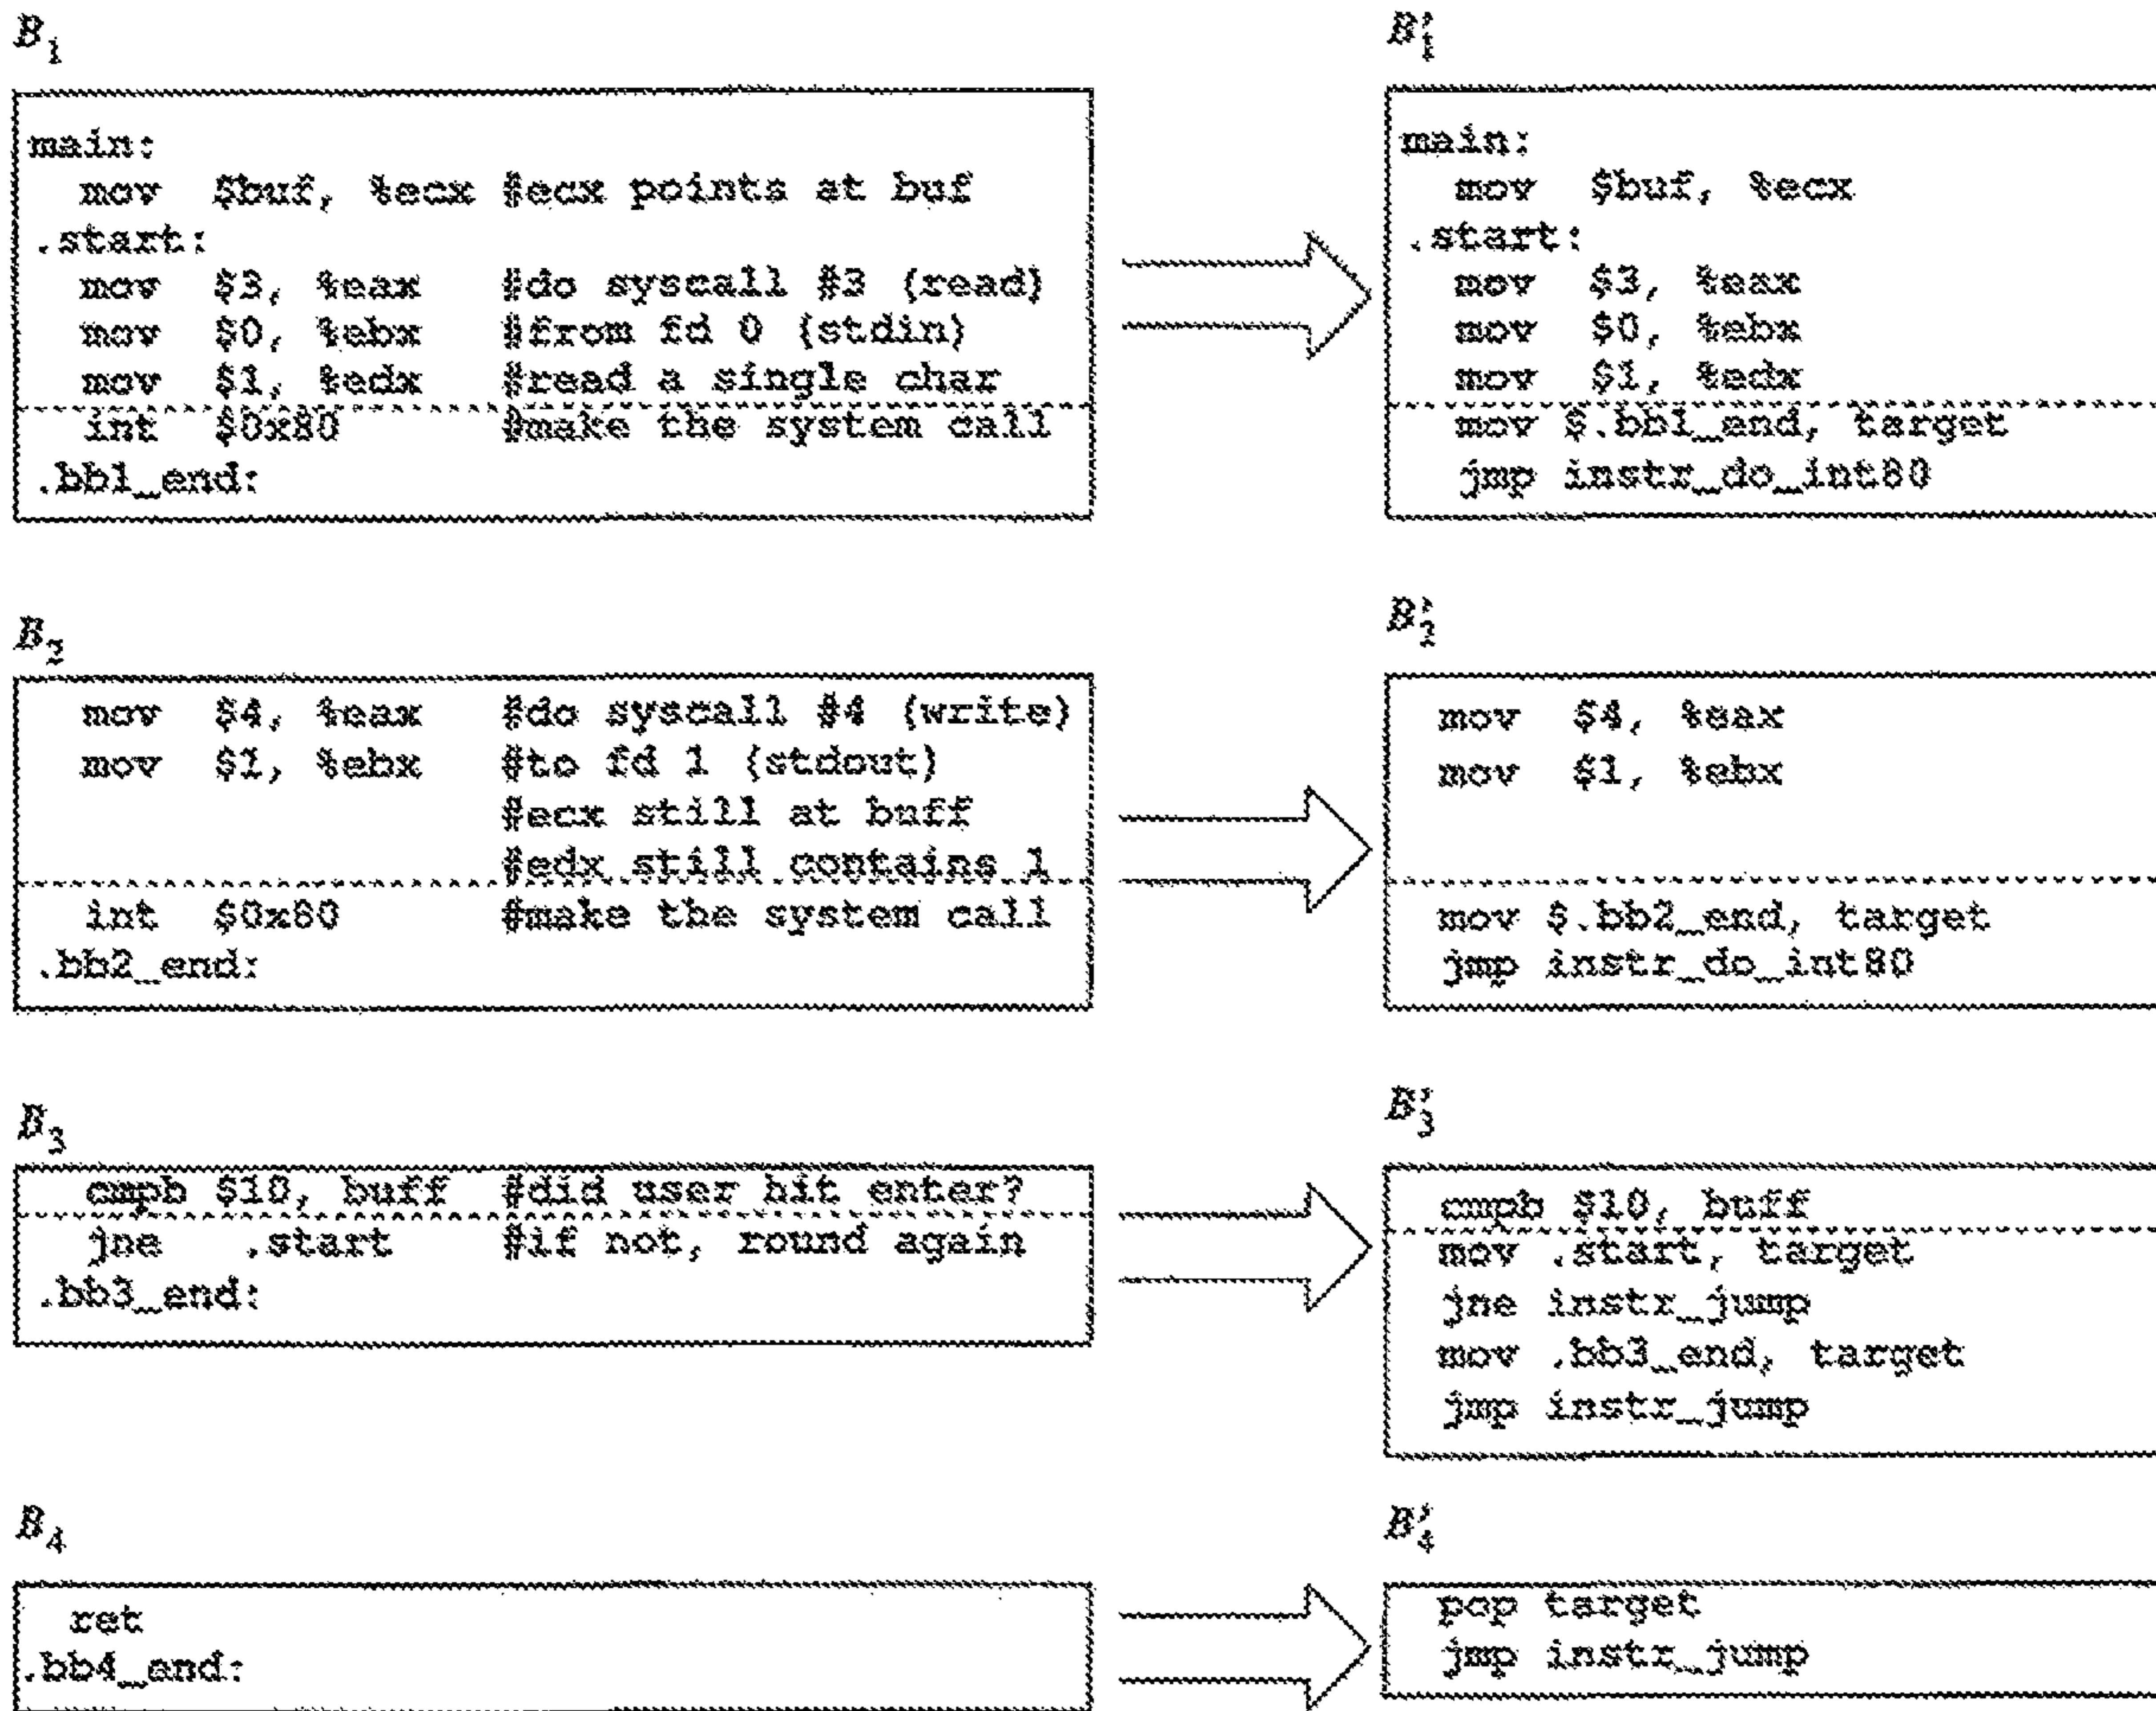 B1
main:
mov $buf, %ecx #ecx points at buf
.start:
mov $3, %eax #do syscall #3 (read)
mov $0, %ebx #from fd 0 (stdin)
mov $1, %edx #read a single char
int $0x80 #make the system call
.bb1_end:
B'1
main:
mov $buf, %ecx
.start:
mov $3, %eax
mov $0, %ebx
mov $1, %edx
mov $.bb1_end, target
jmp instr_do_int80
B2
mov $4, %eax #do syscall #4 (write)
mov $1, %ebx #to fd 1 (stdout)
#ecx still at buff
#edx still contains 1
int $0x80 #make the system call
.bb2_end:
B'2
mov $4, %eax
mov $1, %ebx
mov $.bb2_end, target
jmp instr_do_int80
B3
cmpb $10, buff #did user hit enter?
jne .start #if not, round again
.bb3_end:
B'3
cmpb $10, buff
mov .start, target
jne instr_jump
mov .bb3_end, target
jmp instr_jump
B4
ret
.bb4_end:
B'4
pop target
jmp instr_jump